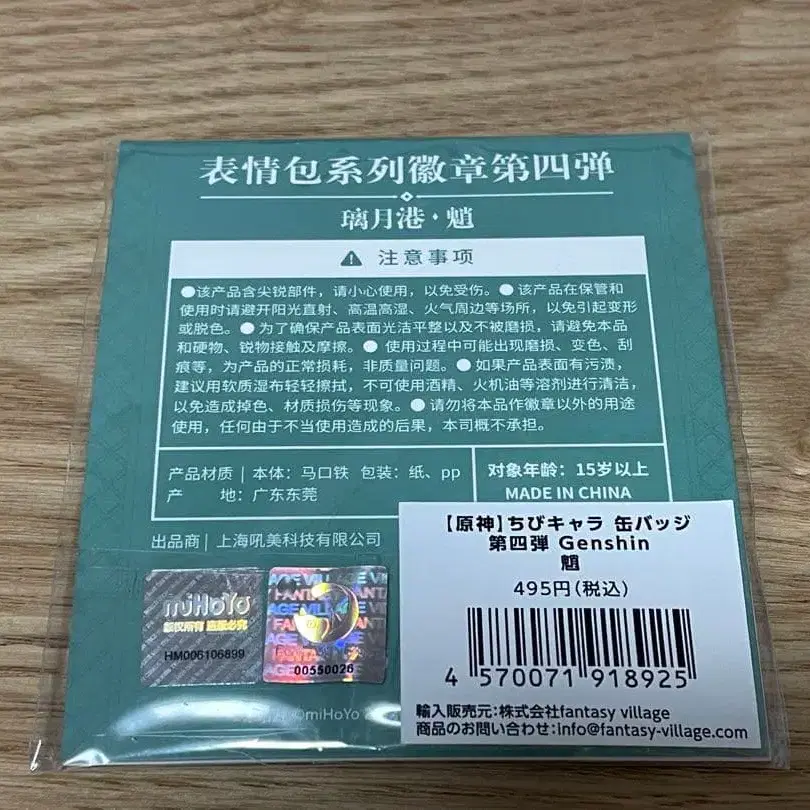 表情包系列徽章第四弹
璃月港·魈
注意事项
●该产品含尖锐部件，请小心使用，以免受伤。● 该产品在保管和
使用时请避开阳光直射、高温高湿、火气周边等场所，以免引起变形
或脱色。● 为了确保产品表面光洁平整以及不被磨损，请避免本品
和硬物、锐物接触及摩擦。● 使用过程中可能出现磨损、变色、刮
痕等，为产品的正常损耗，非质量问题。● 如果产品表面有污渍，
建议用软质湿布轻轻擦拭，不可使用酒精、火机油等溶剂进行清洁，
以免造成掉色、材质损伤等现象。● 请勿将本品作徽章以外的用途
使用，任何由于不当使用造成的后果，本司概不承担。
产品材质｜本体：马口铁 包装：纸、pp
产 地：广东东莞
对象年龄：15岁以上
MADE IN CHINA
出品商｜上海吼美科技有限公司
miHoYo
版权所有 盗版必究
HM006106899
AGE VILLAGE VI
FANTA
00550026
©miHoYo
【原神】ちびキャラ 缶バッジ
第四弾 Genshin
魈
495円(税込)
4 570071 918925
輸入販売元：株式会社fantasy village
商品のお問い合わせ：info@fantasy-village.com